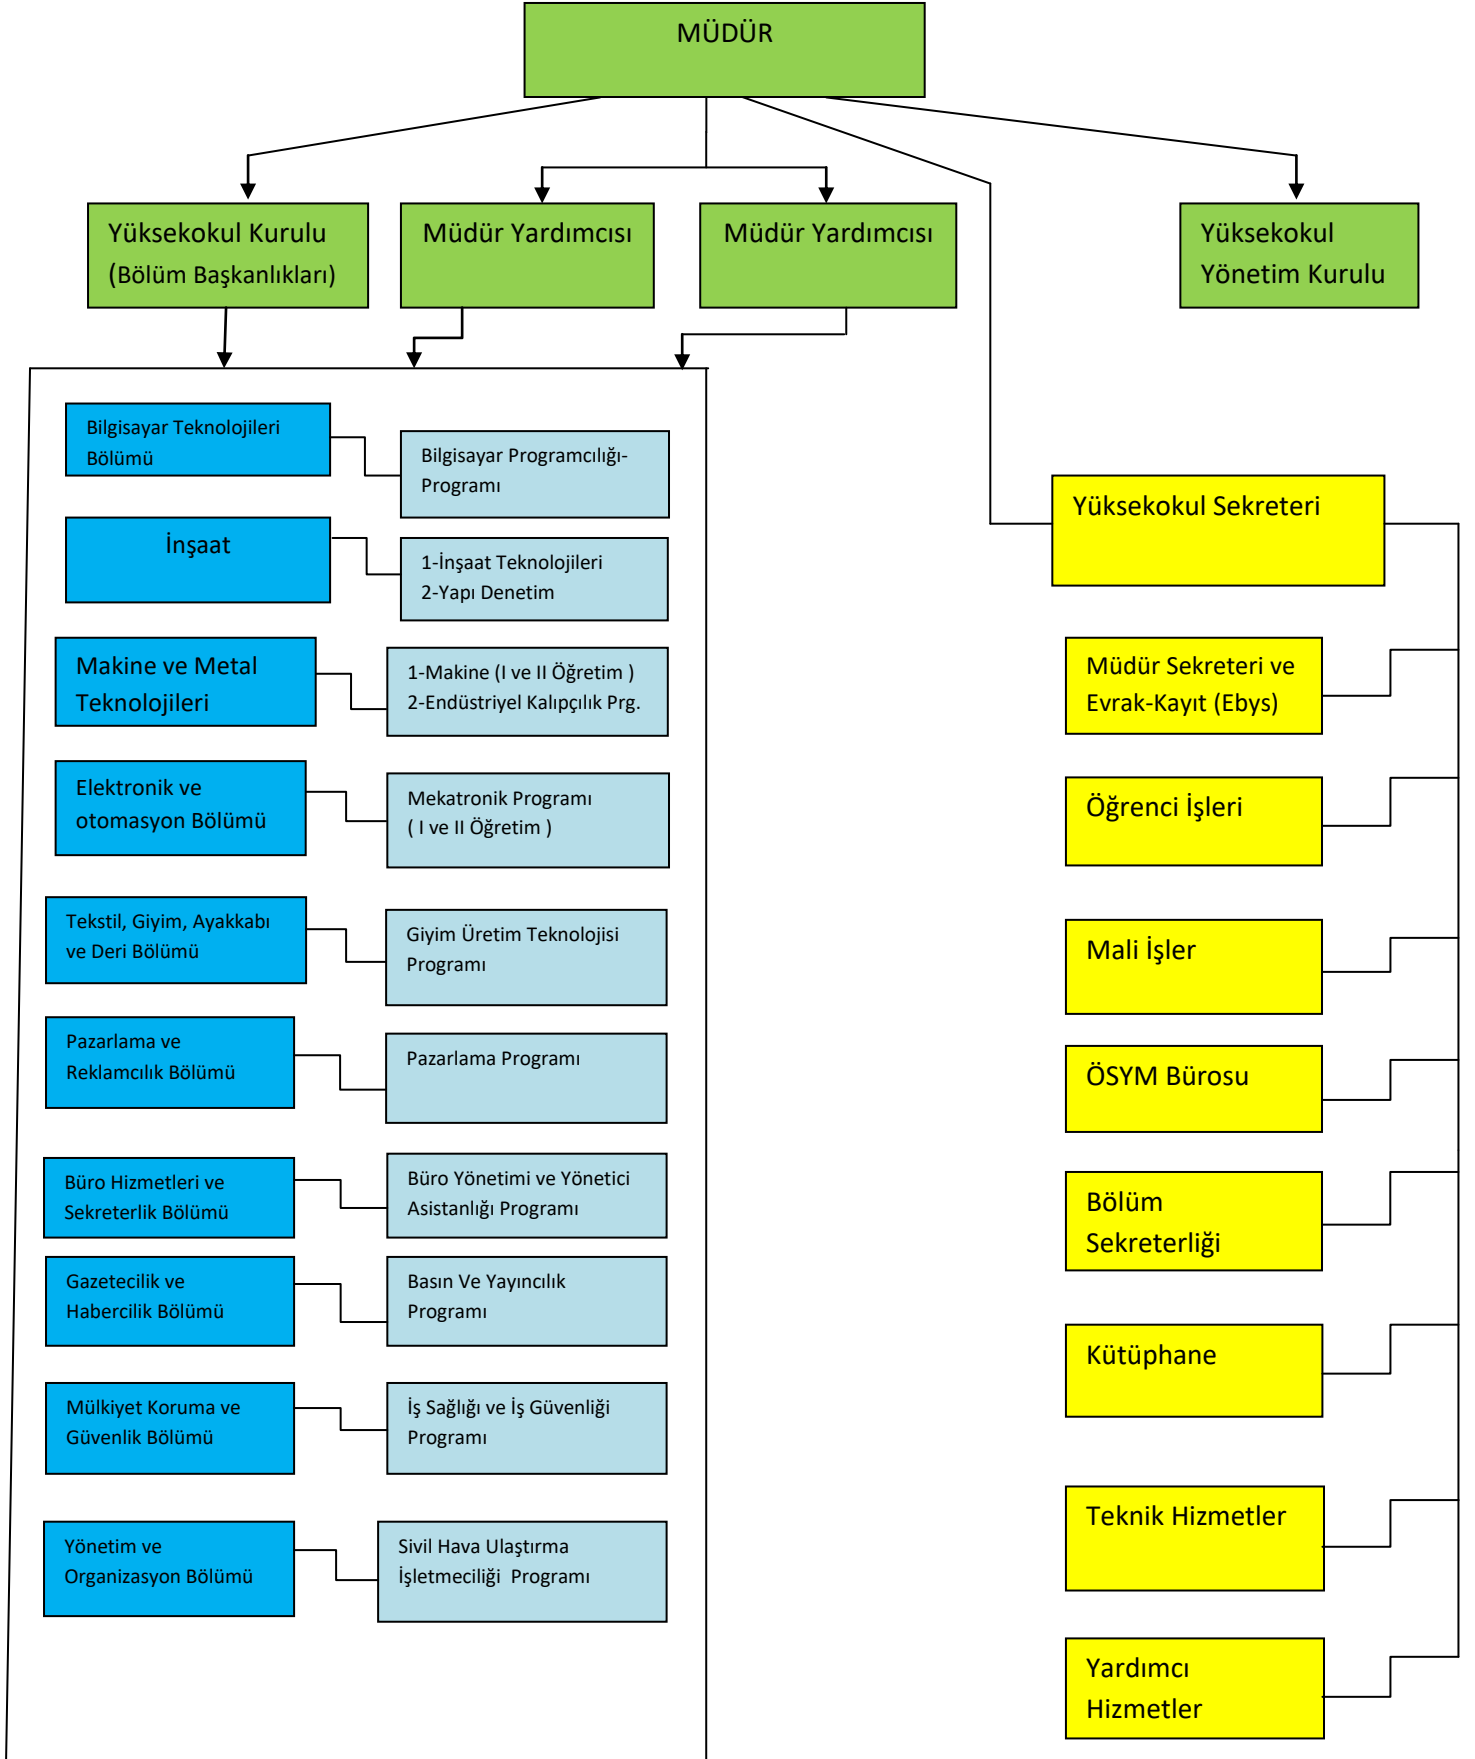 MÜDÜR
Yüksekokul Kurulu
(Bölüm Başkanlıkları)
Müdür Yardımcısı
Müdür Yardımcısı
Yüksekokul
Yönetim Kurulu
Bilgisayar Teknolojileri
Bölümü
Bilgisayar Programcılığı-
Programı
İnşaat
1-İnşaat Teknolojileri
2-Yapı Denetim
Makine ve Metal
Teknolojileri
1-Makine (I ve II Öğretim )
2-Endüstriyel Kalıpçılık Prg.
Elektronik ve
otomasyon Bölümü
Mekatronik Programı
( I ve II Öğretim )
Tekstil, Giyim, Ayakkabı
ve Deri Bölümü
Giyim Üretim Teknolojisi
Programı
Pazarlama ve
Reklamcılık Bölümü
Pazarlama Programı
Büro Hizmetleri ve
Sekreterlik Bölümü
Büro Yönetimi ve Yönetici
Asistanlığı Programı
Gazetecilik ve
Habercilik Bölümü
Basın Ve Yayıncılık
Programı
Mülkiyet Koruma ve
Güvenlik Bölümü
İş Sağlığı ve İş Güvenliği
Programı
Yönetim ve
Organizasyon Bölümü
Sivil Hava Ulaştırma
İşletmeciliği  Programı
Yüksekokul Sekreteri
Müdür Sekreteri ve
Evrak-Kayıt (Ebys)
Öğrenci İşleri
Mali İşler
ÖSYM Bürosu
Bölüm
Sekreterliği
Kütüphane
Teknik Hizmetler
Yardımcı
Hizmetler